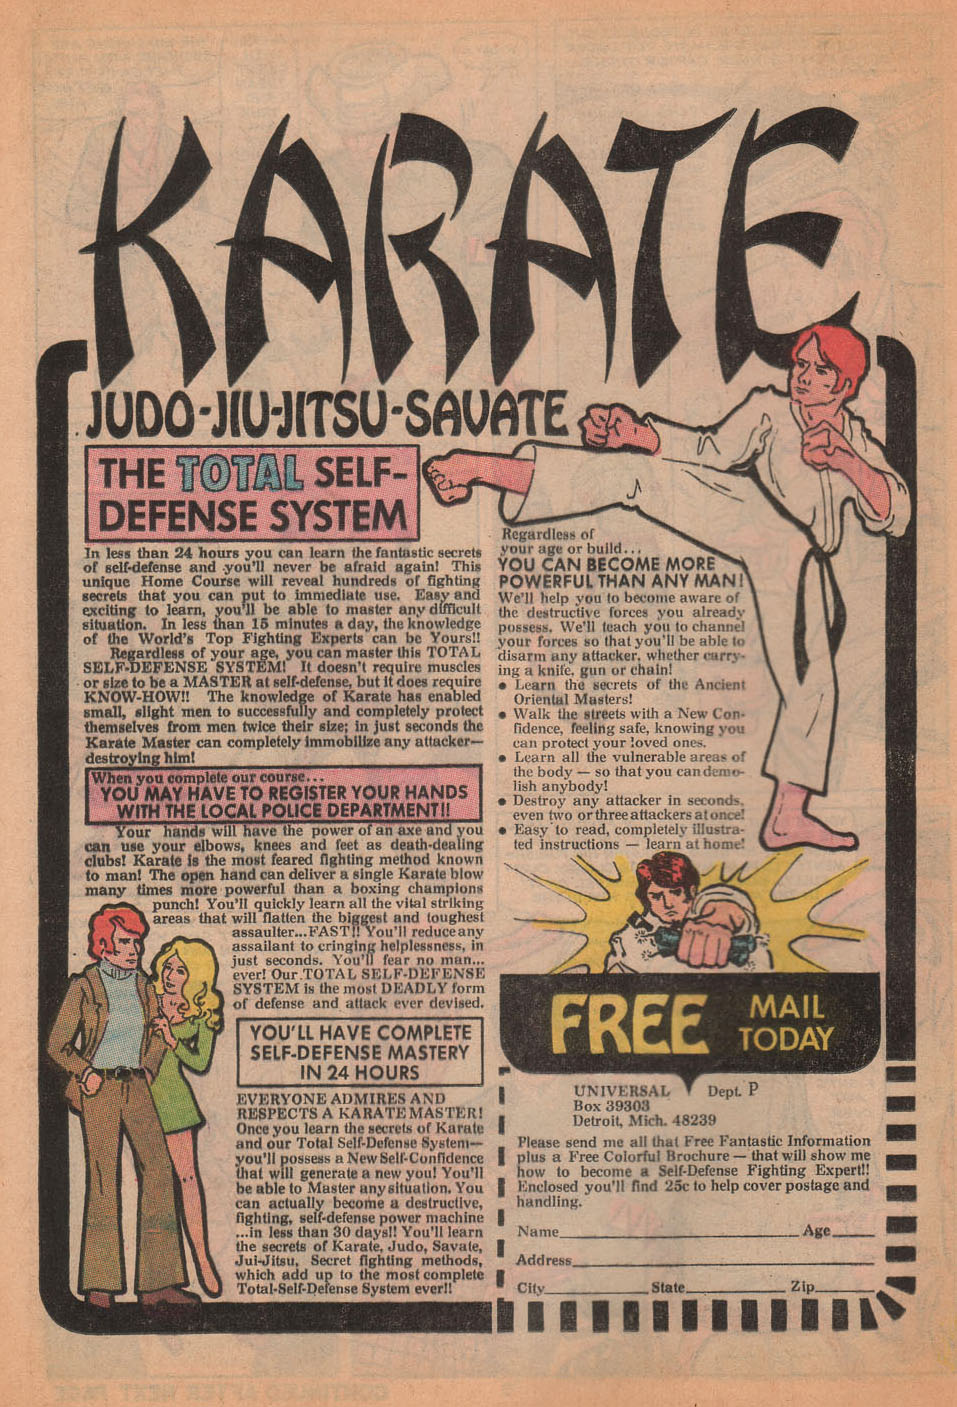 KARATE
JUDO-JIU-JITSU-SAVATE
THE TOTAL SELF-
DEFENSE SYSTEM
In less than 24 hours you can learn the fantastic secrets
of self-defense and you'll never be afraid again! This
unique Home Course will reveal hundreds of fighting
secrets that you can put to immediate use. Easy and
exciting to learn, you'll be able to master any difficult
situation. In less than 15 minutes a day, the knowledge
of the World's Top Fighting Experts can be Yours!!
Regardless of your age, you can master this TOTAL
SELF-DEFENSE SYSTEM! It doesn't require muscles
or size to be a MASTER at self-defense, but it does require
KNOW-HOW!! The knowledge of Karate has enabled
small, slight men to successfully and completely protect
themselves from men twice their size; in just seconds the
Karate Master can completely immobilize any attacker—
destroying him!
When you complete our course...
YOU MAY HAVE TO REGISTER YOUR HANDS
WITH THE LOCAL POLICE DEPARTMENT!!
Your hands will have the power of an axe and you
can use your elbows, knees and feet as death-dealing
clubs! Karate is the most feared fighting method known
to man! The open hand can deliver a single Karate blow
many times more powerful than a boxing champions
punch! You'll quickly learn all the vital striking
areas that will flatten the biggest and toughest
assaulter...FAST!! You'll reduce any
assailant to cringing helplessness, in
just seconds. You'll fear no man...
ever! Our TOTAL SELF-DEFENSE
SYSTEM is the most DEADLY form
of defense and attack ever devised.
YOU'LL HAVE COMPLETE
SELF-DEFENSE MASTERY
IN 24 HOURS
EVERYONE ADMIRES AND
RESPECTS A KARATE MASTER!
Once you learn the secrets of Karate
and our Total Self-Defense System—
you'll possess a New Self-Confidence
that will generate a new you! You'll
be able to Master any situation. You
can actually become a destructive,
fighting, self-defense power machine
...in less than 30 days!! You'll learn
the secrets of Karate, Judo, Savate,
Jui-Jitsu, Secret fighting methods,
which add up to the most complete
Total-Self-Defense System ever!!
Regardless of
your age or build...
YOU CAN BECOME MORE
POWERFUL THAN ANY MAN!
We'll help you to become aware of
the destructive forces you already
possess. We'll teach you to channel
your forces so that you'll be able to
disarm any attacker, whether carry-
ing a knife, gun or chain!
• Learn the secrets of the Ancient
Oriental Masters!
• Walk the streets with a New Con-
fidence, feeling safe, knowing you
can protect your loved ones.
• Learn all the vulnerable areas of
the body — so that you can demo-
lish anybody!
• Destroy any attacker in seconds,
even two or three attackers at once!
• Easy to read, completely illustra-
ted instructions — learn at home!
FREE MAIL
TODAY
UNIVERSAL Dept. P
Box 39303
Detroit, Mich. 48239
Please send me all that Free Fantastic Information
plus a Free Colorful Brochure — that will show me
how to become a Self-Defense Fighting Expert!!
Enclosed you'll find 25c to help cover postage and
handling.
Name Age
Address
City State Zip